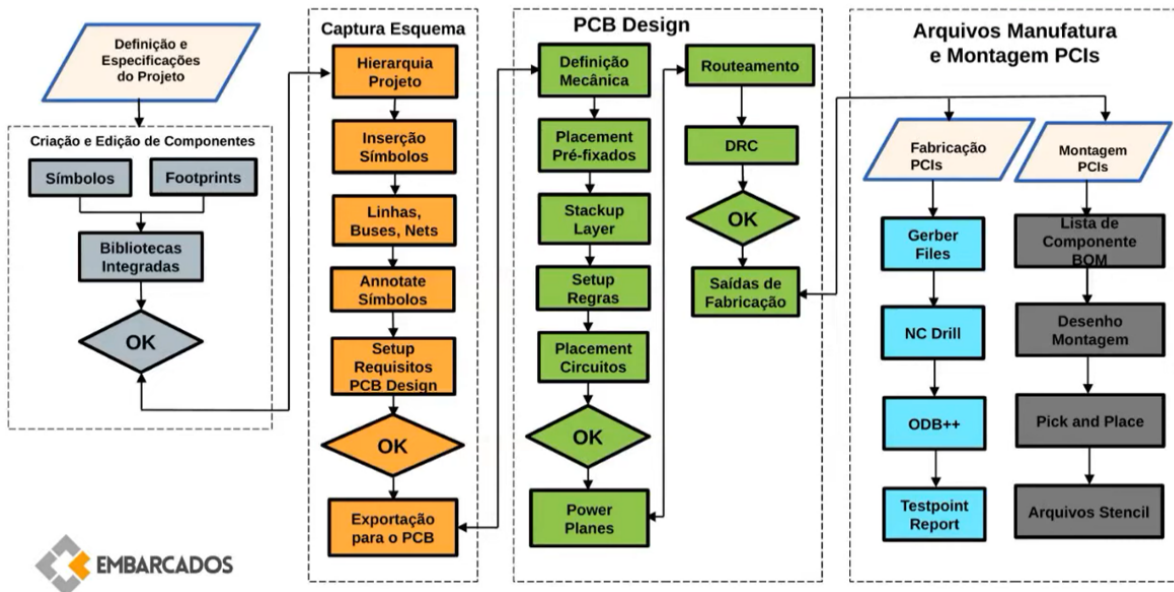 Definição e
Especificações
do Projeto
Criação e Edição de Componentes
Símbolos
Footprints
Bibliotecas
Integradas
OK
Captura Esquema
Hierarquia
Projeto
Inserção
Símbolos
Linhas,
Buses, Nets
Annotate
Símbolos
Setup
Requisitos
PCB Design
OK
Exportação
para o PCB
PCB Design
Definição
Mecânica
Placement
Pré-fixados
Stackup
Layer
Setup
Regras
Placement
Circuitos
OK
Power
Planes
Routeamento
DRC
OK
Saídas de
Fabricação
Arquivos Manufatura
e Montagem PCIs
Fabricação
PCIs
Gerber
Files
NC Drill
ODB++
Testpoint
Report
Montagem
PCIs
Lista de
Componente
BOM
Desenho
Montagem
Pick and Place
Arquivos Stencil
EMBARCADOS